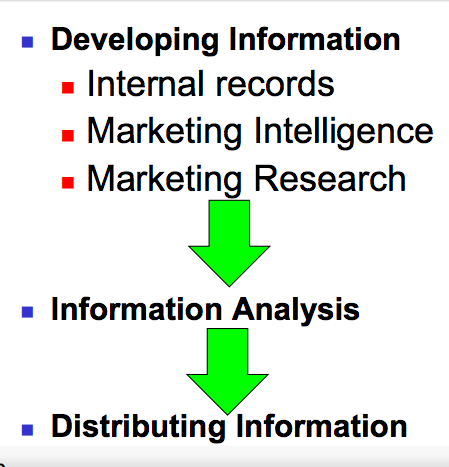 Developing Information
Internal records
Marketing Intelligence
Marketing Research
Information Analysis
Distributing Information